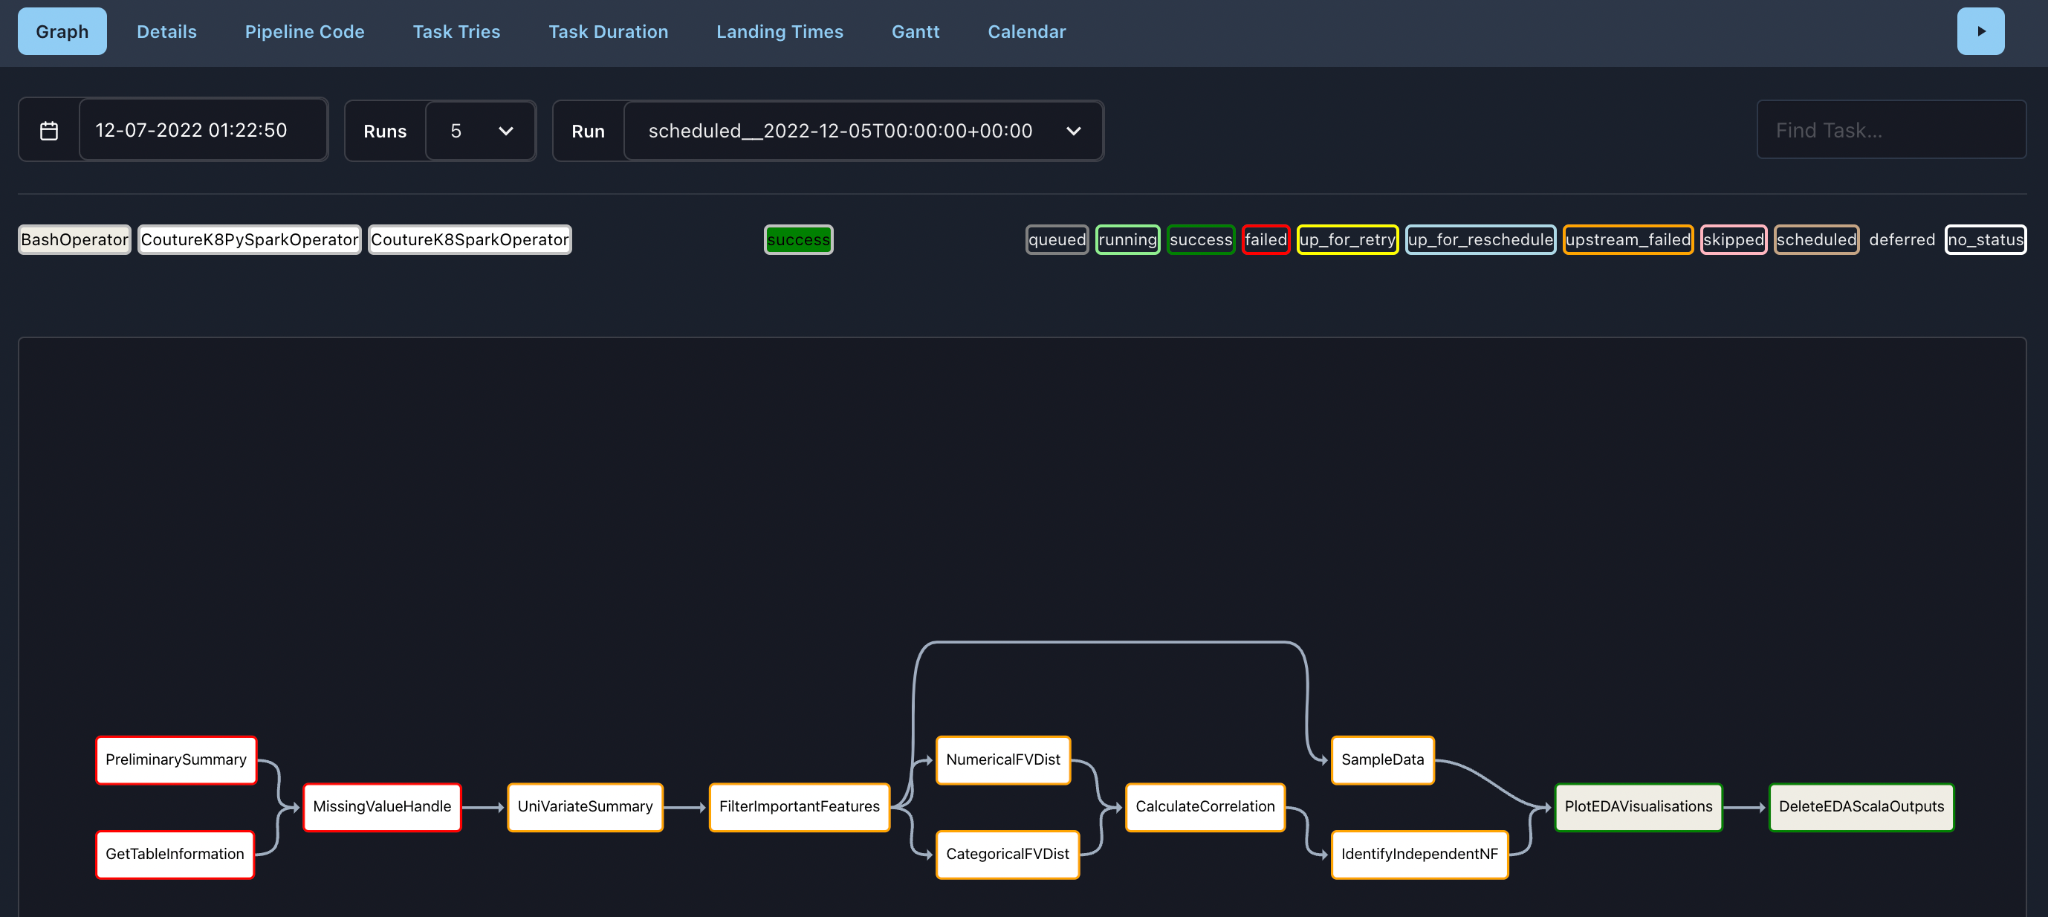 Graph Details Pipeline Code Task Tries Task Duration Landing Times Gantt Calendar
12-07-2022 01:22:50 Runs 5 Run scheduled__2022-12-05T00:00:00+00:00 Find Task...
BashOperator CoutureK8PySparkOperator CoutureK8SparkOperator success queued running success failed up_for_retry up_for_reschedule upstream_failed skipped scheduled deferred no_status
PreliminarySummary NumericalFVDist SampleData
MissingValueHandle UniVariateSummary FilterImportantFeatures CalculateCorrelation PlotEDAVisualisations DeleteEDAScalaOutputs
GetTableInformation CategoricalFVDist IdentifyIndependentNF